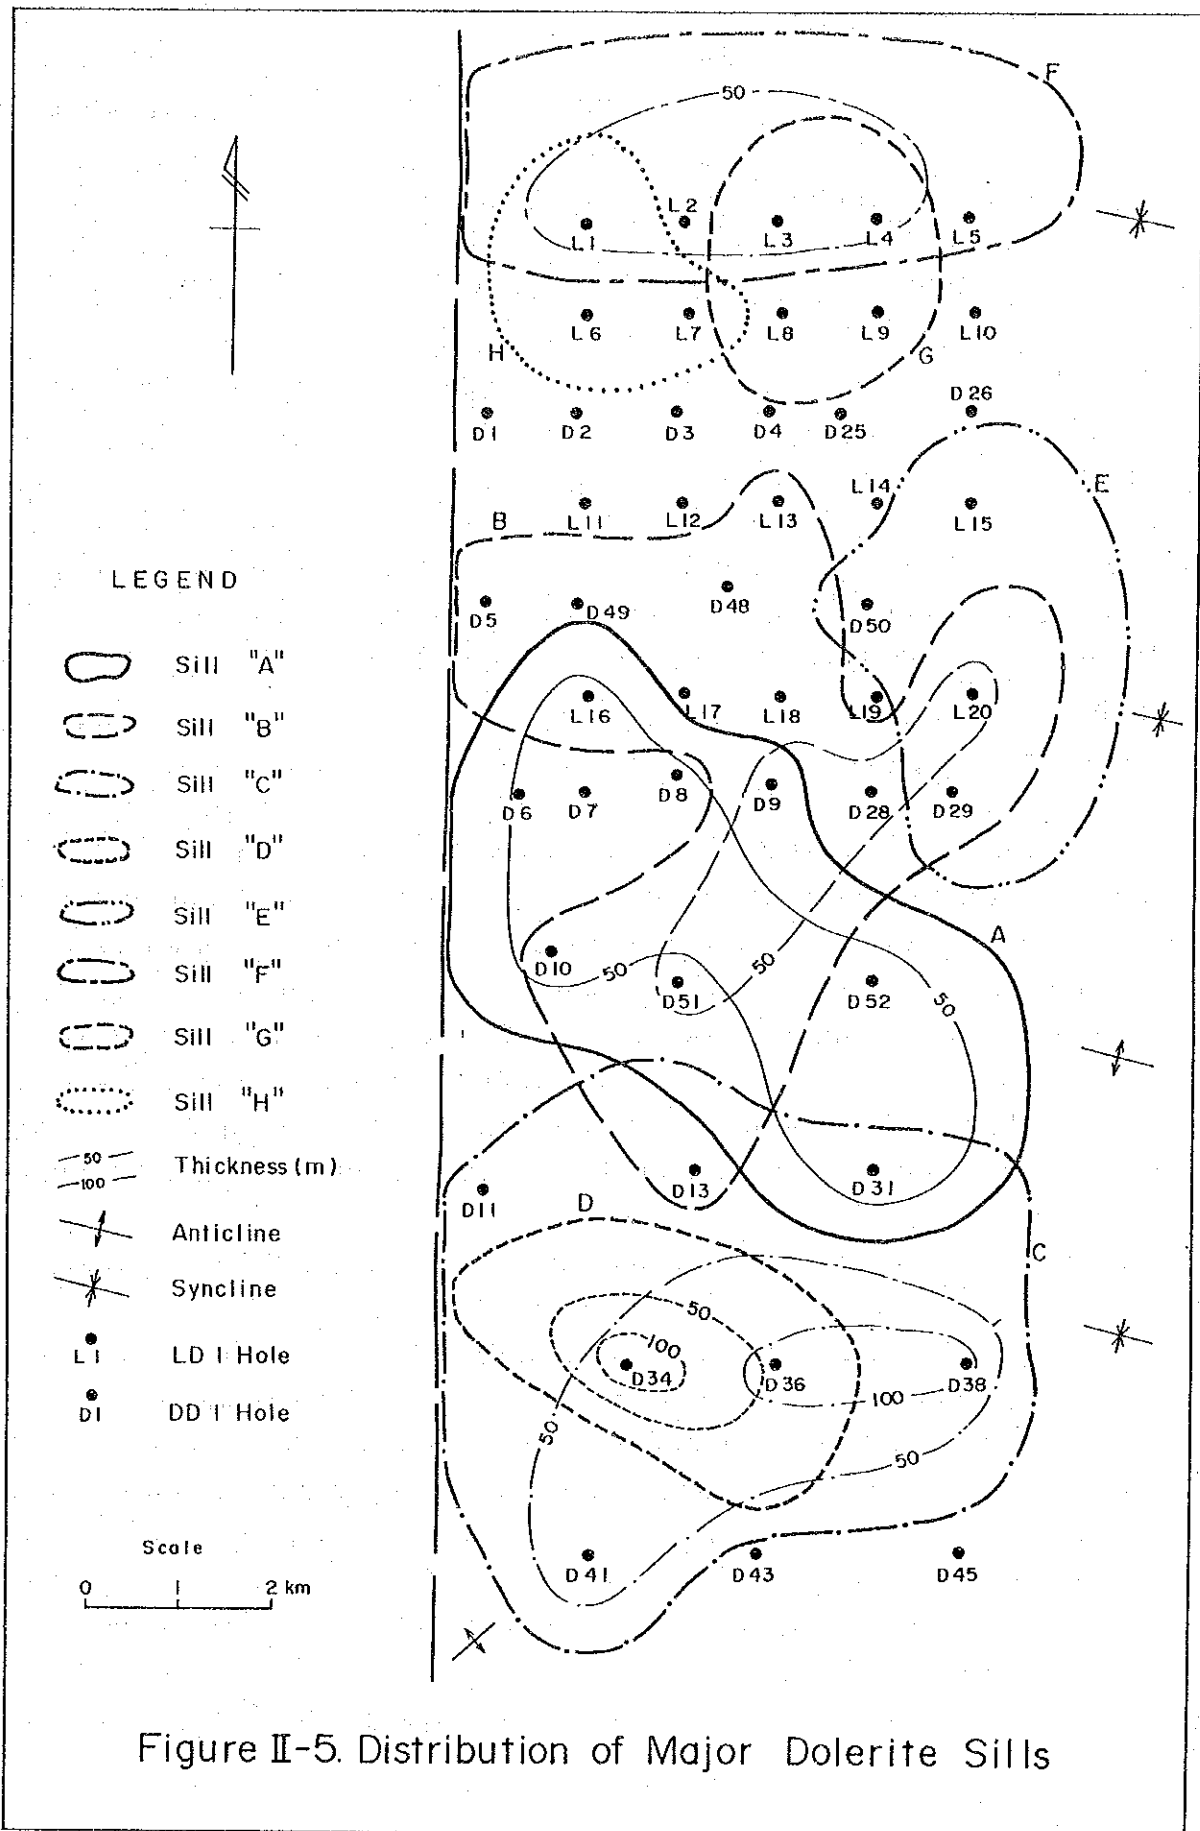 F
50
L2
L1
L3
L4
L5
L6
L7
L8
L9
L10
H
G
D1
D2
D3
D4
D25
D26
B
L11
L12
L13
L14
L15
E
D5
D49
D48
D50
L16
L17
L18
L19
L20
D6
D7
D8
D9
D28
D29
A
D10
50
D51
50
D52
50
D11
D13
D31
D
C
50
100
D34
D36
D38
100
50
50
D41
D43
D45
LEGEND
Sill "A"
Sill "B"
Sill "C"
Sill "D"
Sill "E"
Sill "F"
Sill "G"
Sill "H"
50
100
Thickness (m)
Anticline
Syncline
L1 LD 1 Hole
D1 DD 1 Hole
Scale
0 1 2 km
Figure II-5. Distribution of Major Dolerite Sills